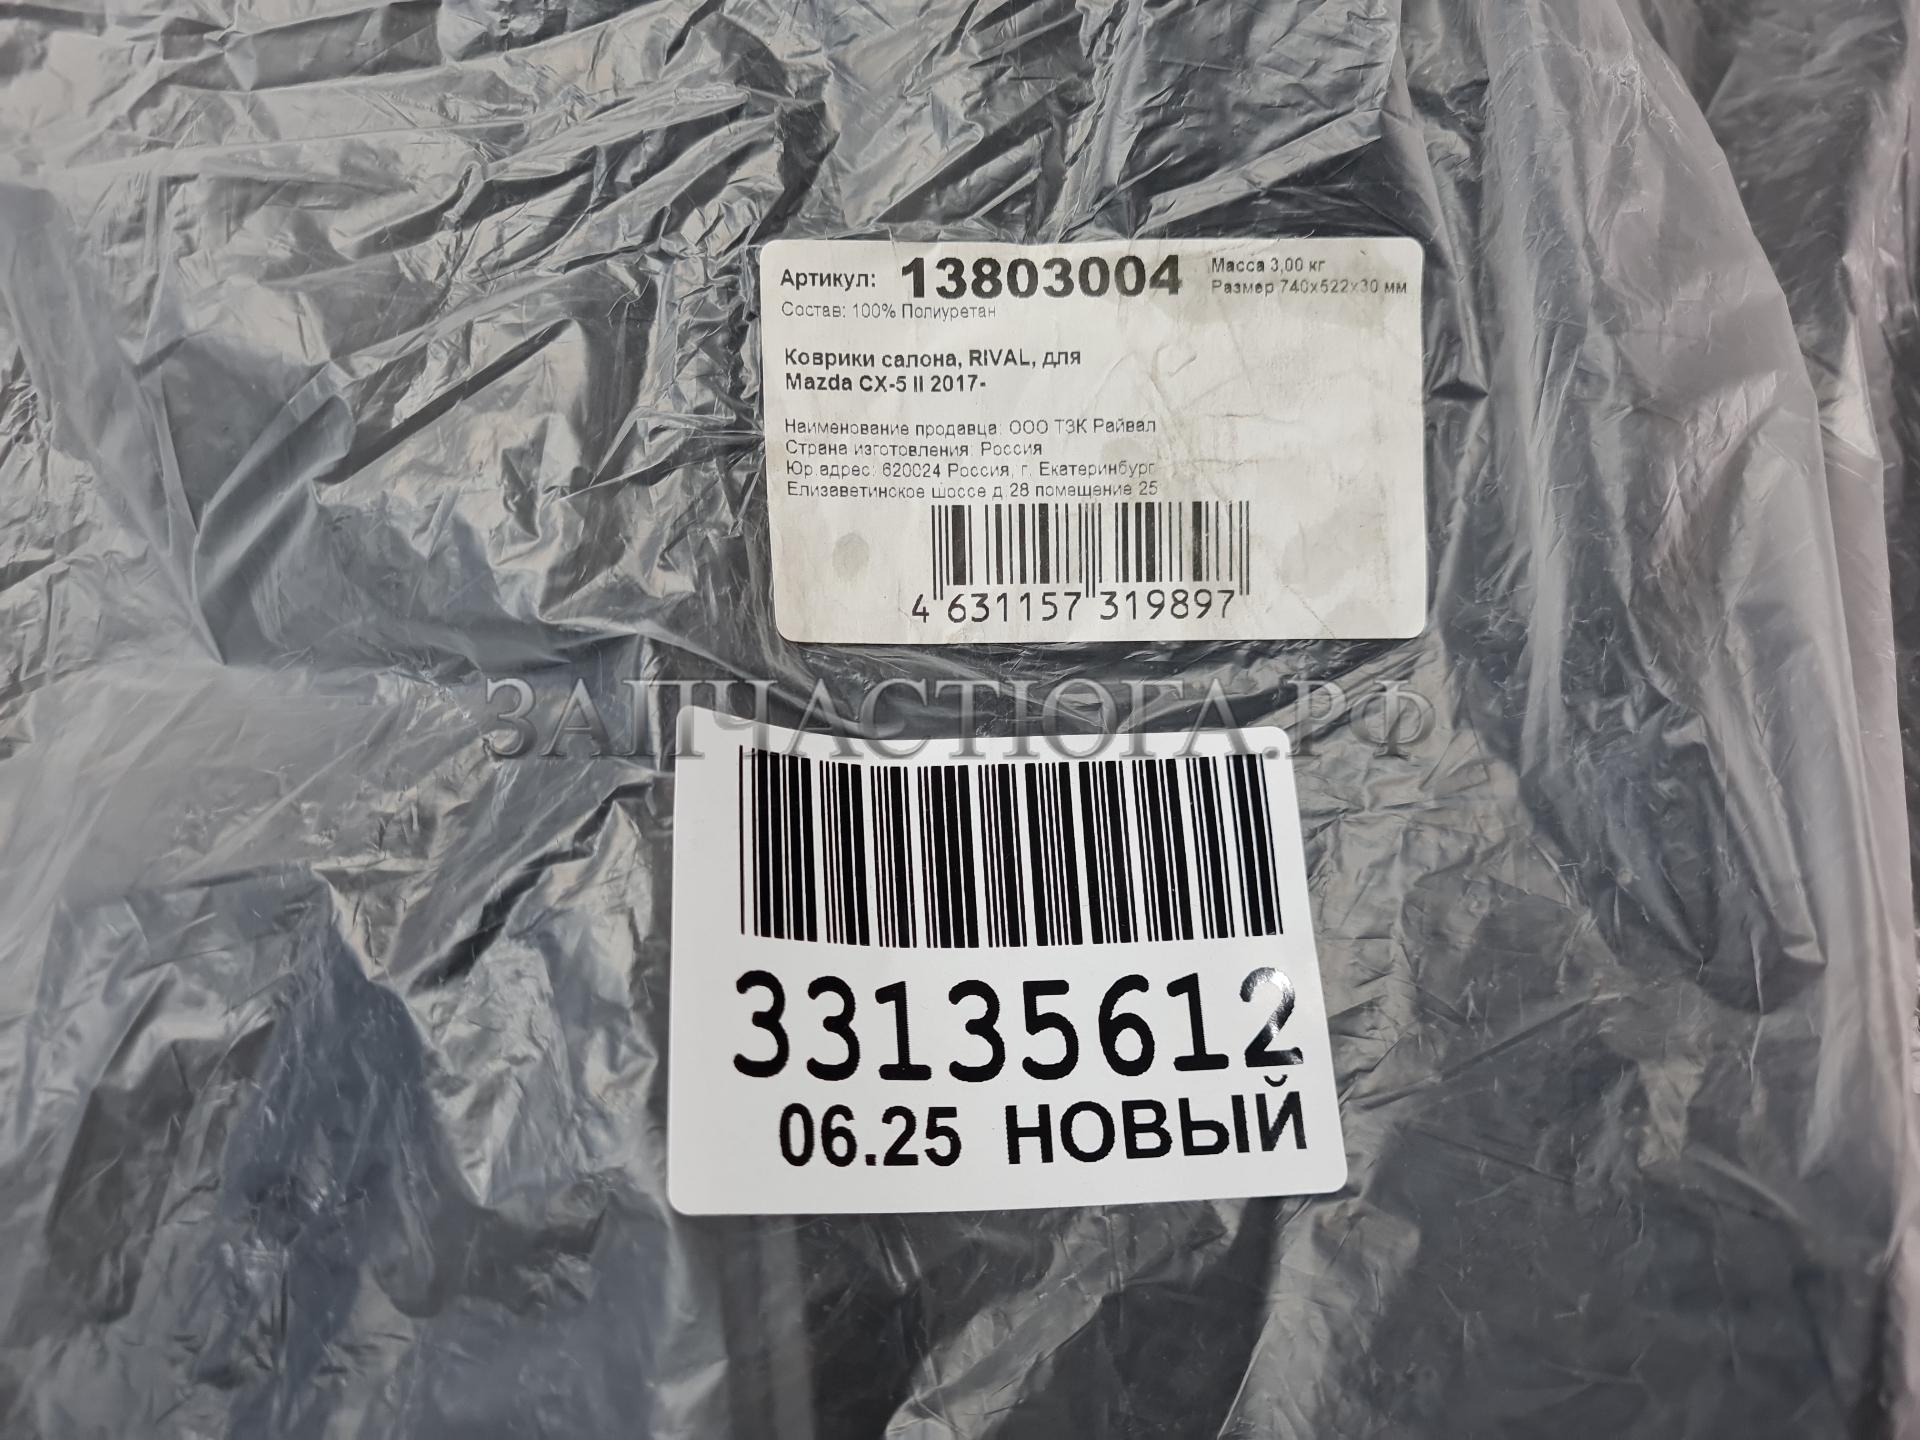 Артикул: 13803004
Масса 3,00 кг
Размер 740x522x30 мм
Состав: 100% Полиуретан
Коврики салона, RIVAL, для
Mazda CX-5 II 2017-
Наименование продавца: ООО ТЗК Райвал
Страна изготовления: Россия
Юр.адрес: 620024 Россия, г. Екатеринбург
Елизаветинское шоссе д.28 помещение 25
4 631157 319897
ЗАПЧАСТЮГА.РФ
33135612
06.25 НОВЫЙ